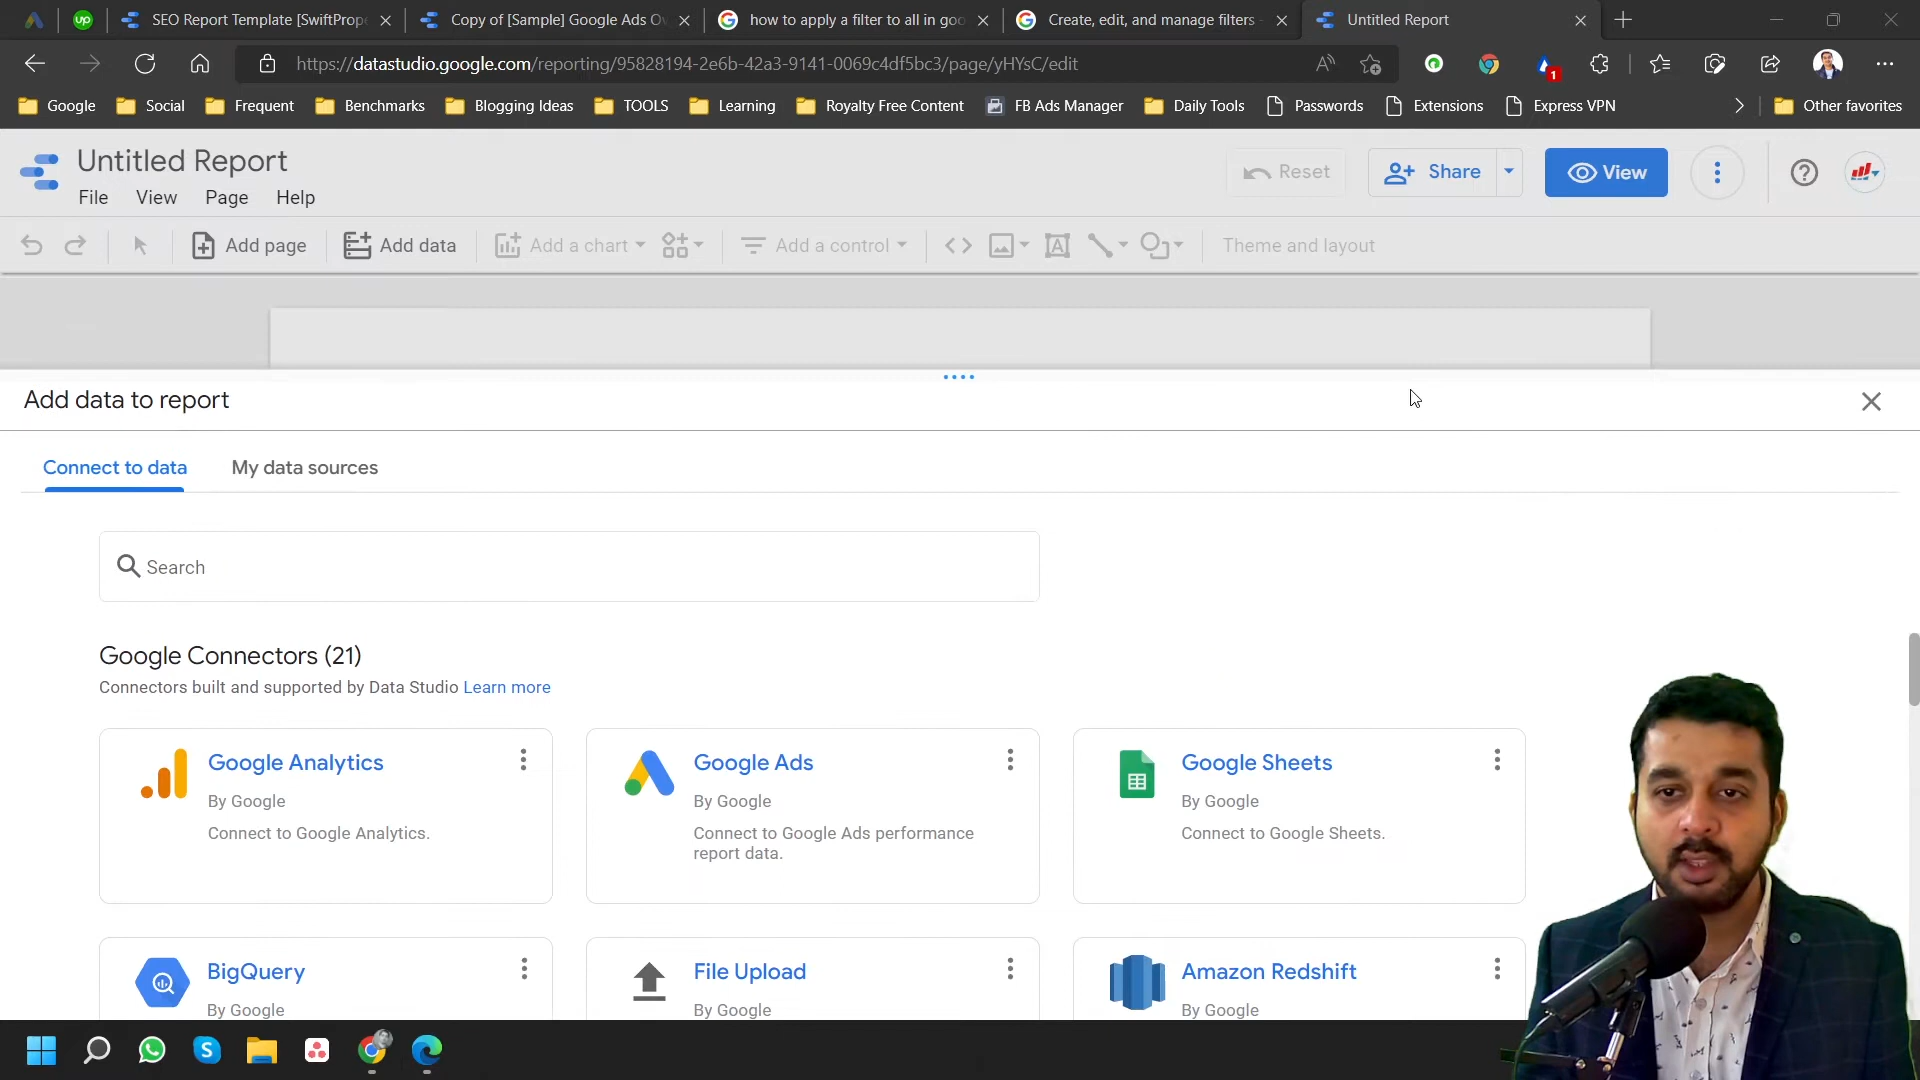 up
SEO Report Template [SwiftPrope
Copy of [Sample] Google Ads Ov
how to apply a filter to all in goo
Create, edit, and manage filters -
Untitled Report
https://datastudio.google.com/reporting/95828194-2e6b-42a3-9141-0069c4df5bc3/page/yHYsC/edit
1
Google
Social
Frequent
Benchmarks
Blogging Ideas
TOOLS
Learning
Royalty Free Content
FB Ads Manager
Daily Tools
Passwords
Extensions
Express VPN
Other favorites
Untitled Report
File View Page Help
Reset
Share
View
Add page
Add data
Add a chart
Add a control
Theme and layout
Add data to report
Connect to data
My data sources
Search
Google Connectors (21)
Connectors built and supported by Data Studio Learn more
Google Analytics
By Google
Connect to Google Analytics.
Google Ads
By Google
Connect to Google Ads performance
report data.
Google Sheets
By Google
Connect to Google Sheets.
BigQuery
By Google
File Upload
By Google
Amazon Redshift
By Google